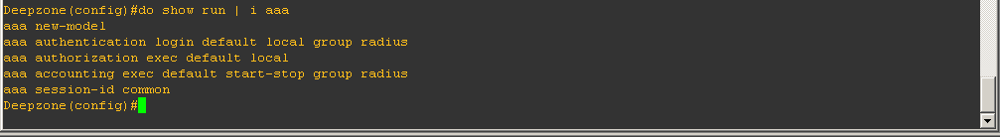 Deepzone(config)#do show run | i aaa
aaa new-model
aaa authentication login default local group radius
aaa authorization exec default local
aaa accounting exec default start-stop group radius
aaa session-id common
Deepzone(config)#